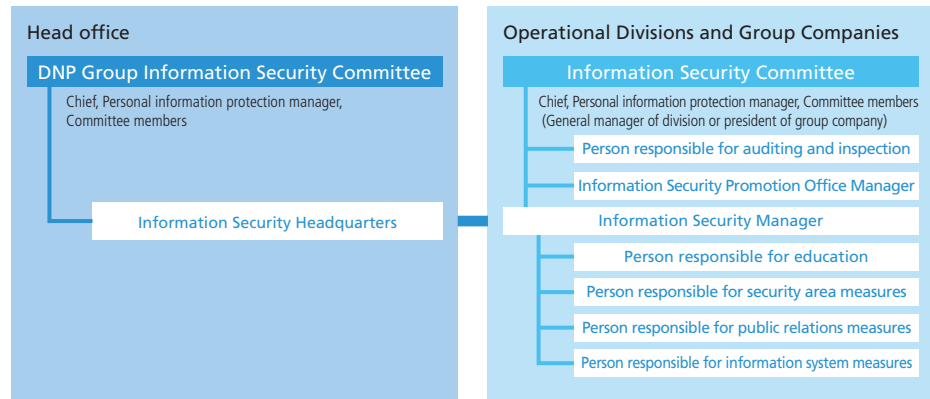 Head office
DNP Group Information Security Committee
Chief, Personal information protection manager,
Committee members
Information Security Headquarters
Operational Divisions and Group Companies
Information Security Committee
Chief, Personal information protection manager, Committee members
(General manager of division or president of group company)
Person responsible for auditing and inspection
Information Security Promotion Office Manager
Information Security Manager
Person responsible for education
Person responsible for security area measures
Person responsible for public relations measures
Person responsible for information system measures